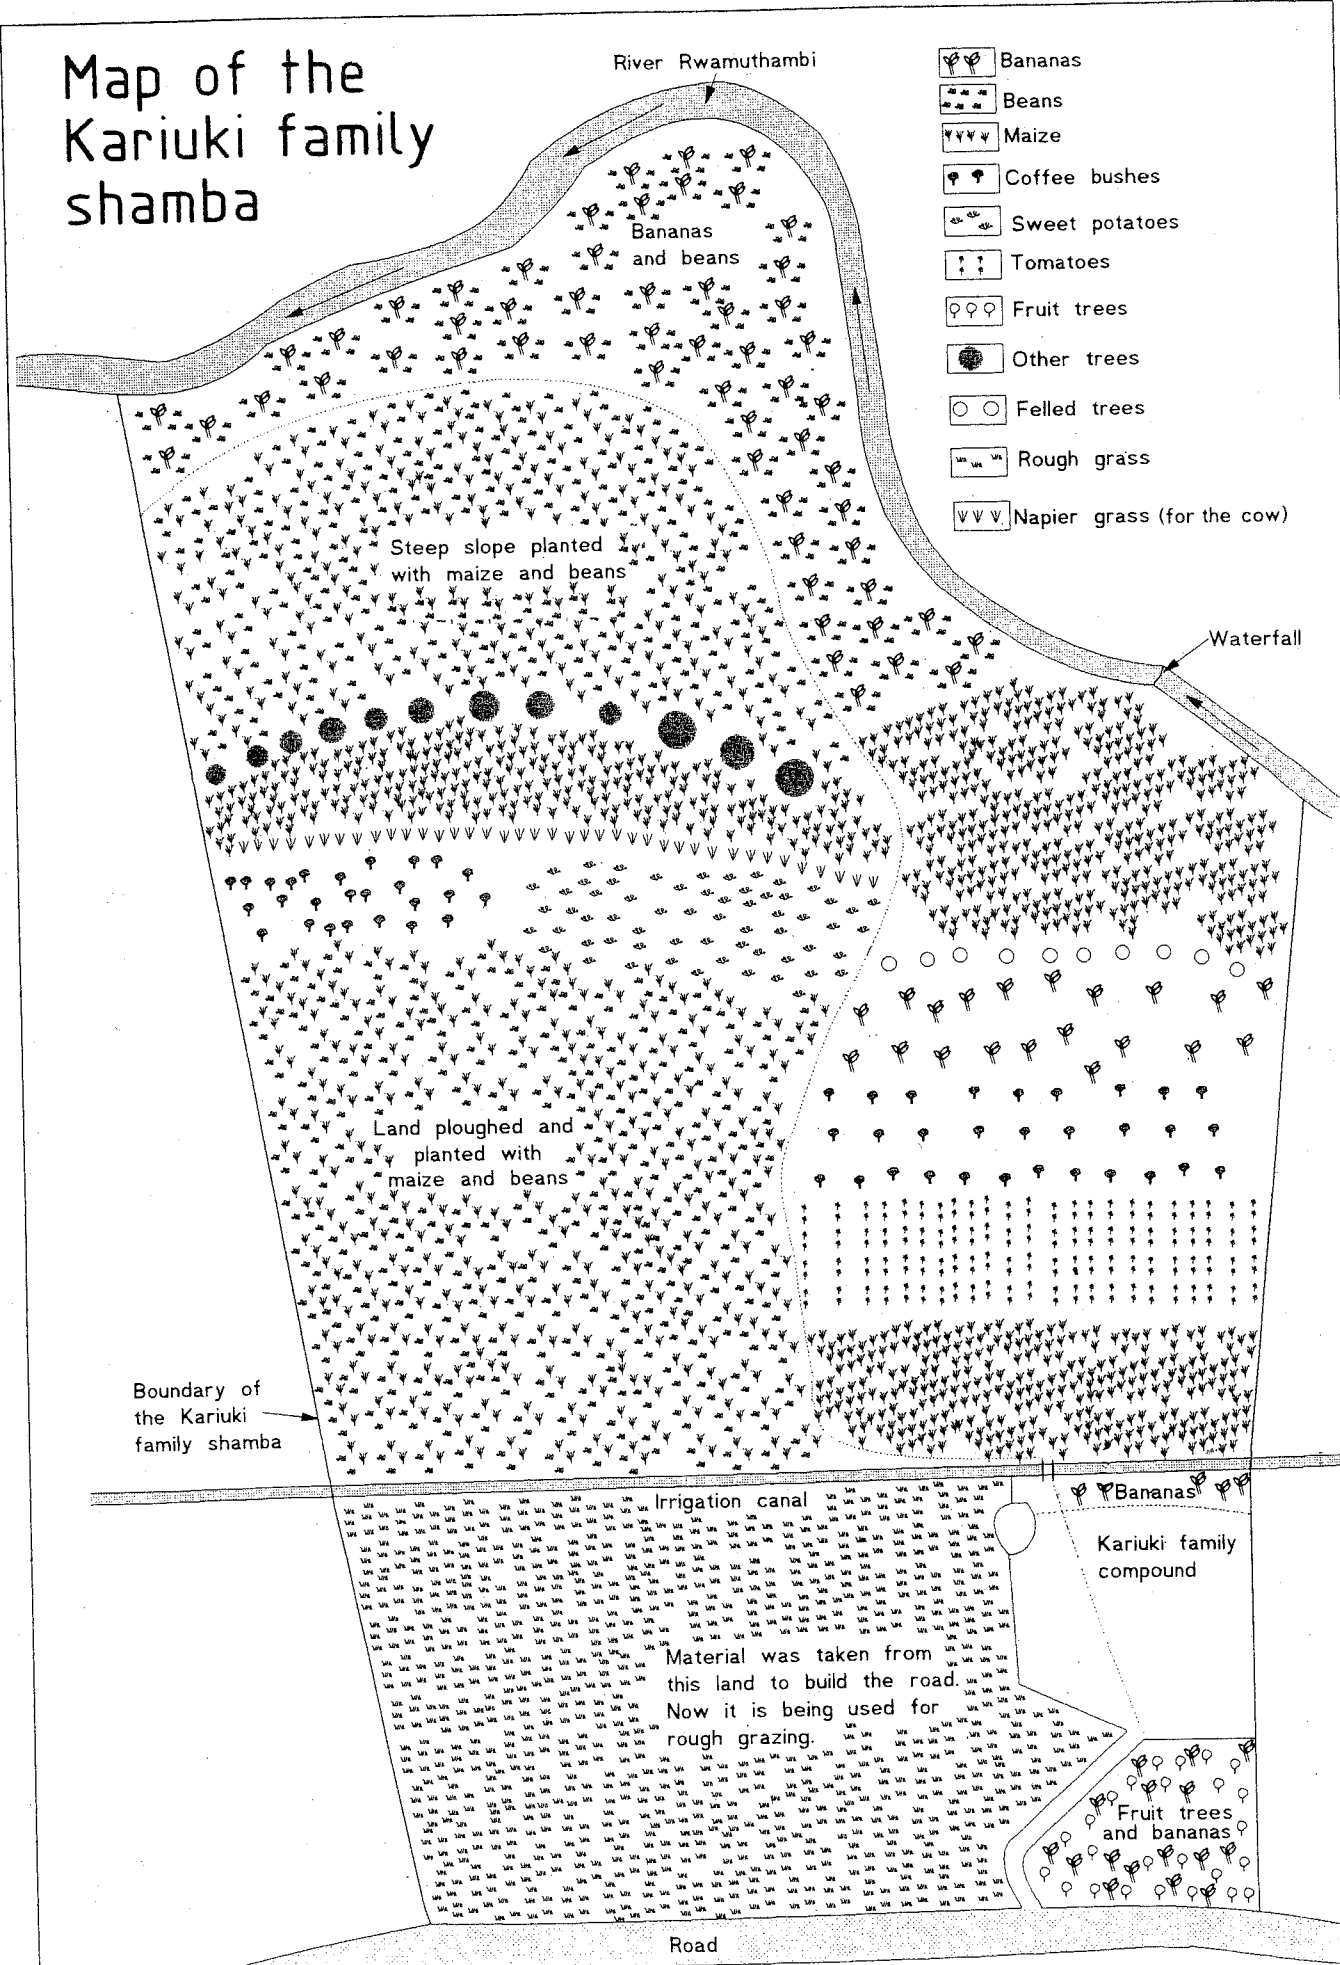 Map of the
Kariuki family
shamba
River Rwamuthambi
Bananas
Beans
Maize
Coffee bushes
Sweet potatoes
Tomatoes
Fruit trees
Other trees
Felled trees
Rough grass
Napier grass (for the cow)
Bananas
and beans
Steep slope planted
with maize and beans
Waterfall
Land ploughed and
planted with
maize and beans
Boundary of
the Kariuki
family shamba
Irrigation canal
Bananas
Kariuki family
compound
Material was taken from
this land to build the road.
Now it is being used for
rough grazing.
Fruit trees
and bananas
Road